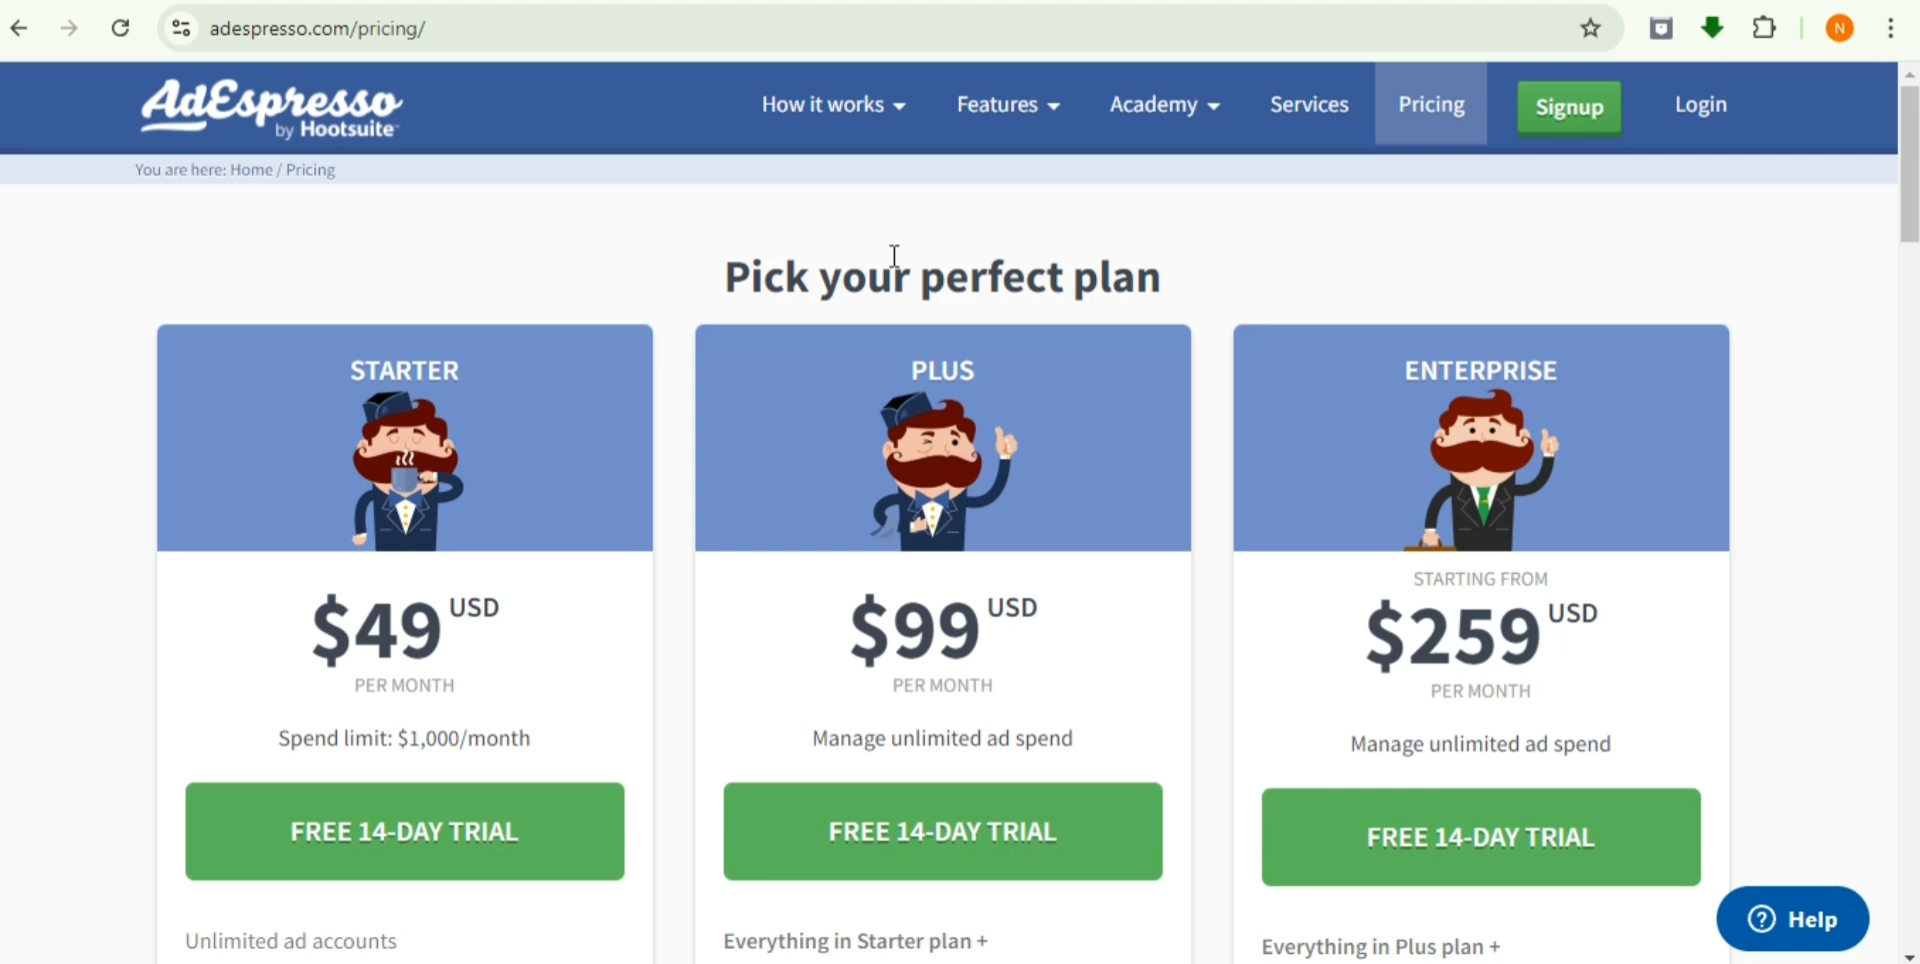 adespresso.com/pricing/
N
AdEspresso
by Hootsuite
How it works
Features
Academy
Services
Pricing
Signup
Login
You are here: Home / Pricing
Pick your perfect plan
STARTER
$49 USD
PER MONTH
Spend limit: $1,000/month
FREE 14-DAY TRIAL
Unlimited ad accounts
PLUS
$99 USD
PER MONTH
Manage unlimited ad spend
FREE 14-DAY TRIAL
Everything in Starter plan +
ENTERPRISE
STARTING FROM
$259 USD
PER MONTH
Manage unlimited ad spend
FREE 14-DAY TRIAL
Everything in Plus plan +
? Help